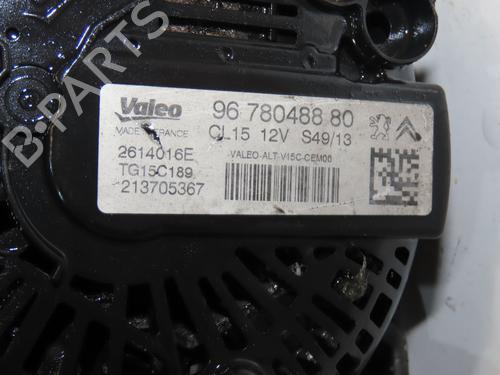 B-PARTS
Valeo
MADE IN FRANCE
96 780488 80
CL15 12V S49/13
2614016E
TG15C189
213705367
VALEO-ALT-V15C-CEM00